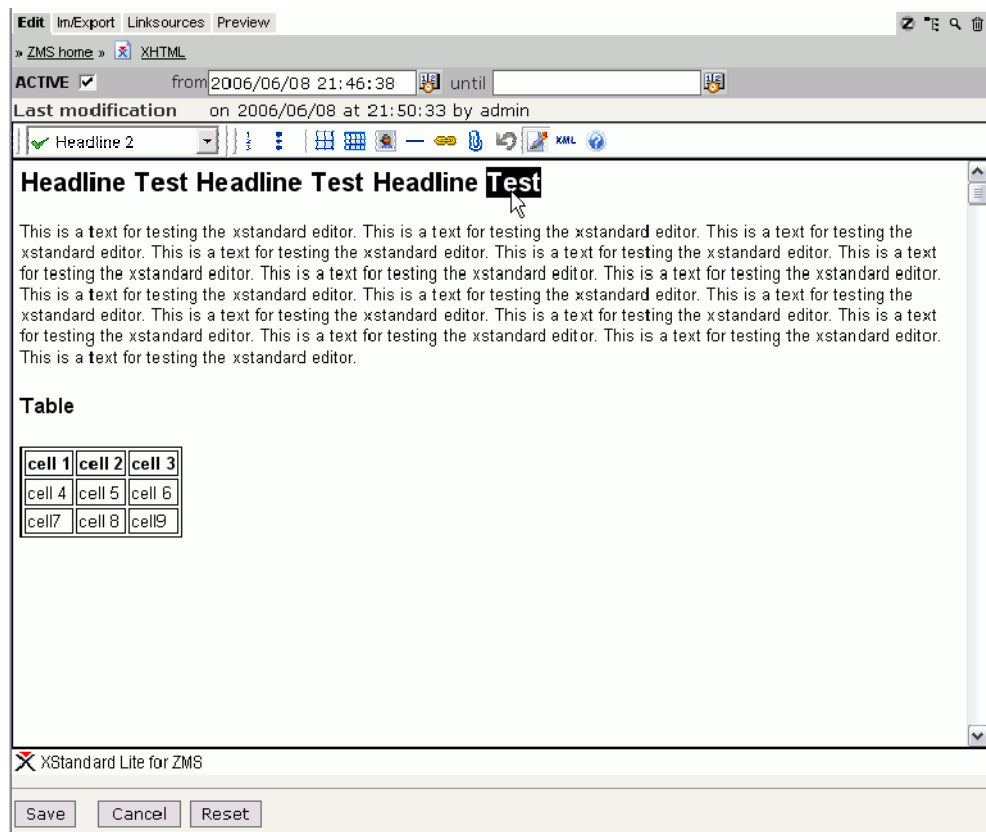 Edit Im/Export Linksources Preview
» ZMS home » XHTML
ACTIVE from 2006/06/08 21:46:38 until
Last modification on 2006/06/08 at 21:50:33 by admin
Headline 2 XML
Headline Test Headline Test Headline Test
This is a text for testing the xstandard editor. This is a text for testing the xstandard editor. This is a text for testing the
xstandard editor. This is a text for testing the xstandard editor. This is a text for testing the xstandard editor. This is a text
for testing the xstandard editor. This is a text for testing the xstandard editor. This is a text for testing the xstandard editor.
This is a text for testing the xstandard editor. This is a text for testing the xstandard editor. This is a text for testing the
xstandard editor. This is a text for testing the xstandard editor. This is a text for testing the xstandard editor. This is a text
for testing the xstandard editor. This is a text for testing the xstandard editor. This is a text for testing the xstandard editor.
This is a text for testing the xstandard editor.
Table
cell 1 cell 2 cell 3
cell 4 cell 5 cell 6
cell7 cell 8 cell9
XStandard Lite for ZMS
Save Cancel Reset